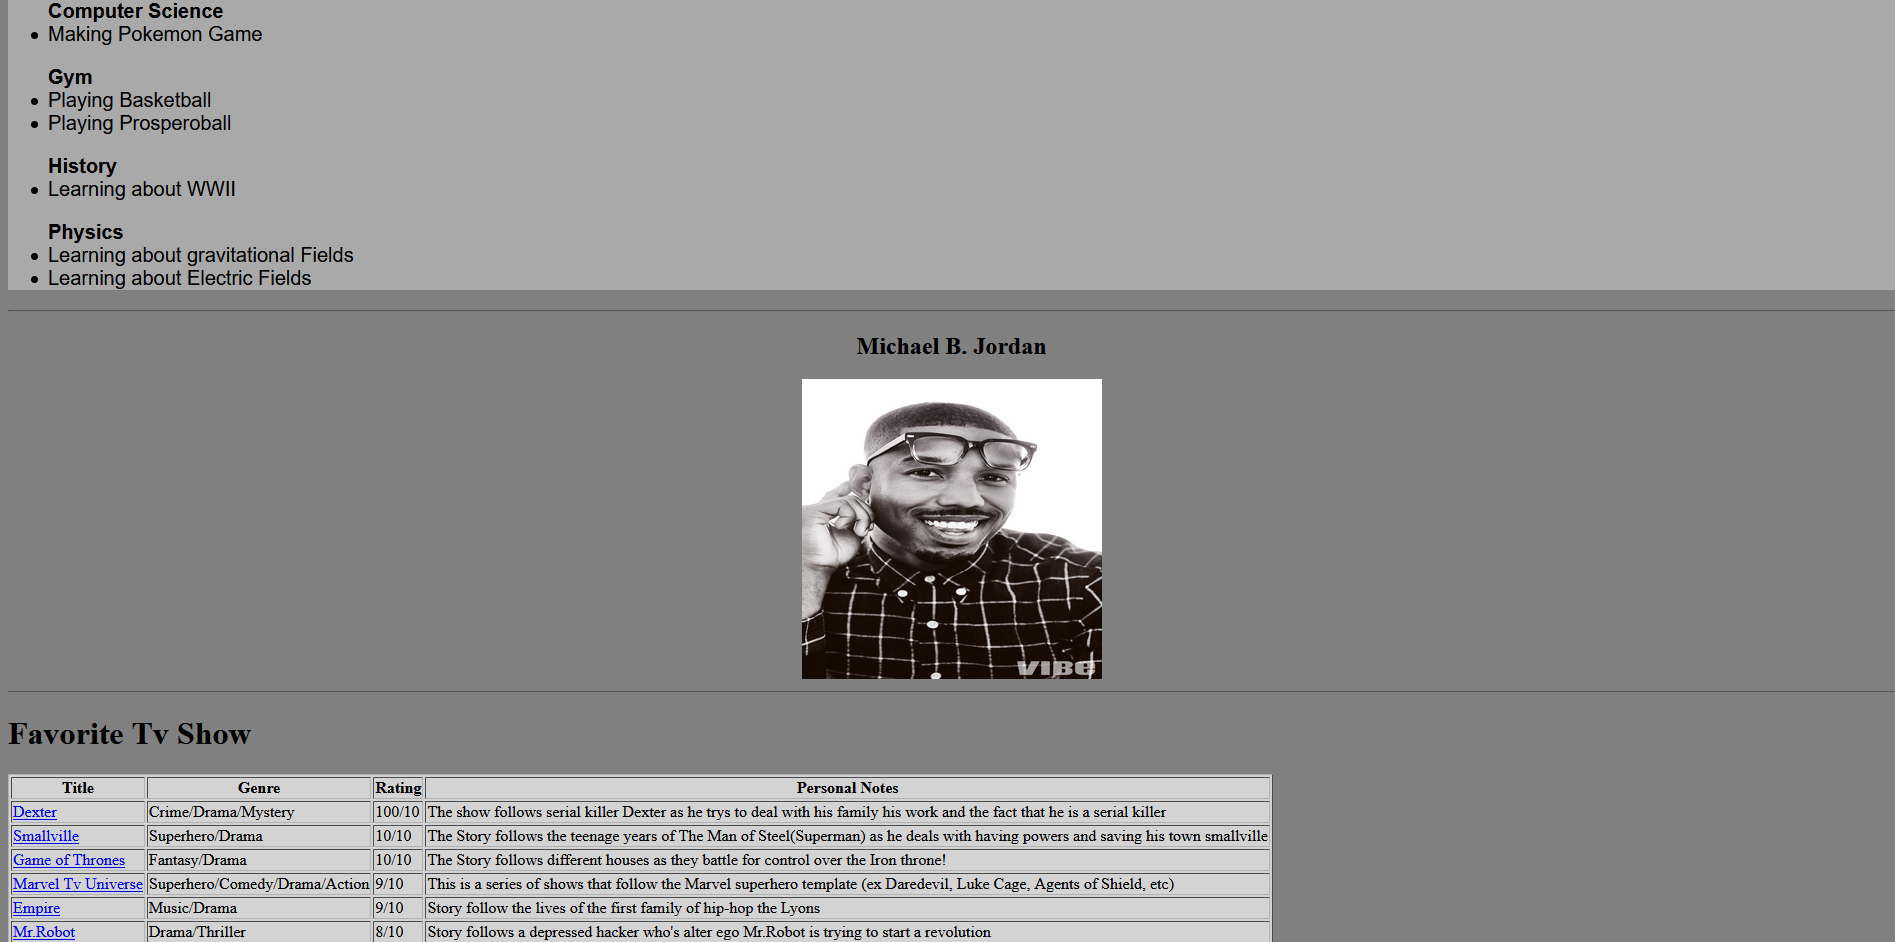 Computer Science
Making Pokemon Game
Gym
Playing Basketball
Playing Prosperoball
History
Learning about WWII
Physics
Learning about gravitational Fields
Learning about Electric Fields
Michael B. Jordan
VIBE
Favorite Tv Show
Title Genre Rating Personal Notes
Dexter Crime/Drama/Mystery 100/10 The show follows serial killer Dexter as he trys to deal with his family his work and the fact that he is a serial killer
Smallville Superhero/Drama 10/10 The Story follows the teenage years of The Man of Steel(Superman) as he deals with having powers and saving his town smallville
Game of Thrones Fantasy/Drama 10/10 The Story follows different houses as they battle for control over the Iron throne!
Marvel Tv Universe Superhero/Comedy/Drama/Action 9/10 This is a series of shows that follow the Marvel superhero template (ex Daredevil, Luke Cage, Agents of Shield, etc)
Empire Music/Drama 9/10 Story follow the lives of the first family of hip-hop the Lyons
Mr.Robot Drama/Thriller 8/10 Story follows a depressed hacker who's alter ego Mr.Robot is trying to start a revolution